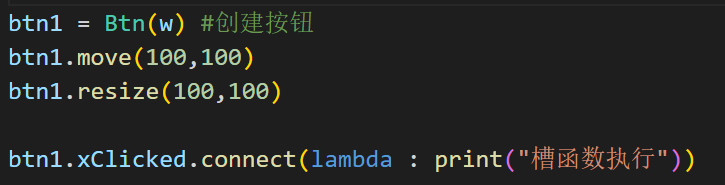 btn1 = Btn(w) #创建按钮
btn1.move(100,100)
btn1.resize(100,100)
btn1.xClicked.connect(lambda : print("槽函数执行"))